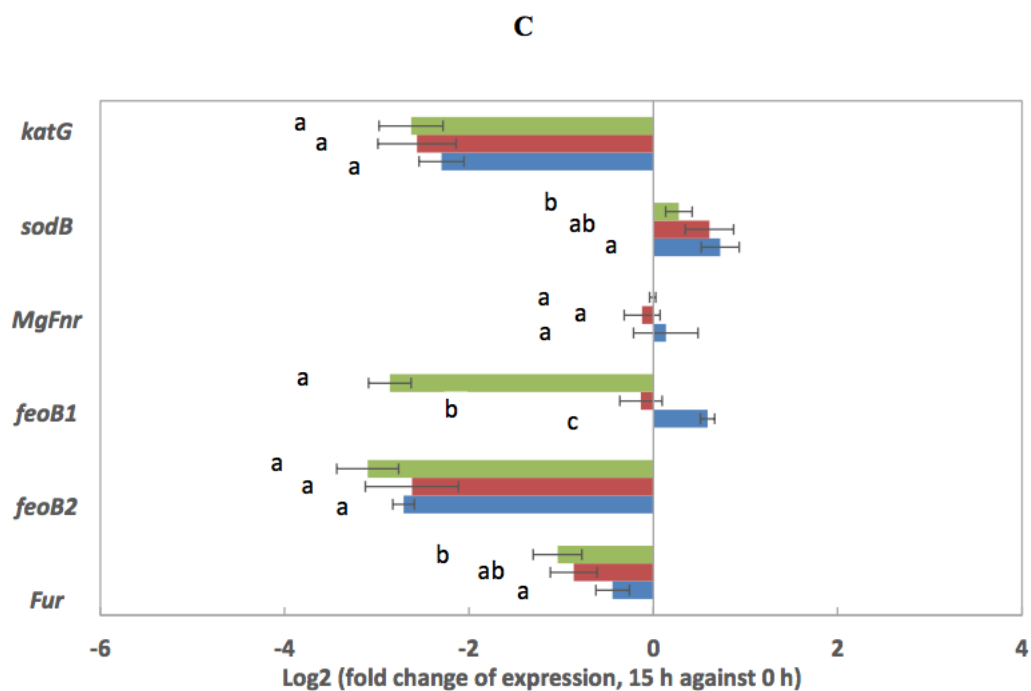 C
katG
a
a
a
sodB
b
ab
a
MgFnr
a
a
a
feoB1
a
b
c
feoB2
a
a
a
Fur
b
ab
a
-6 -4 -2 0 2 4
Log2 (fold change of expression, 15 h against 0 h)